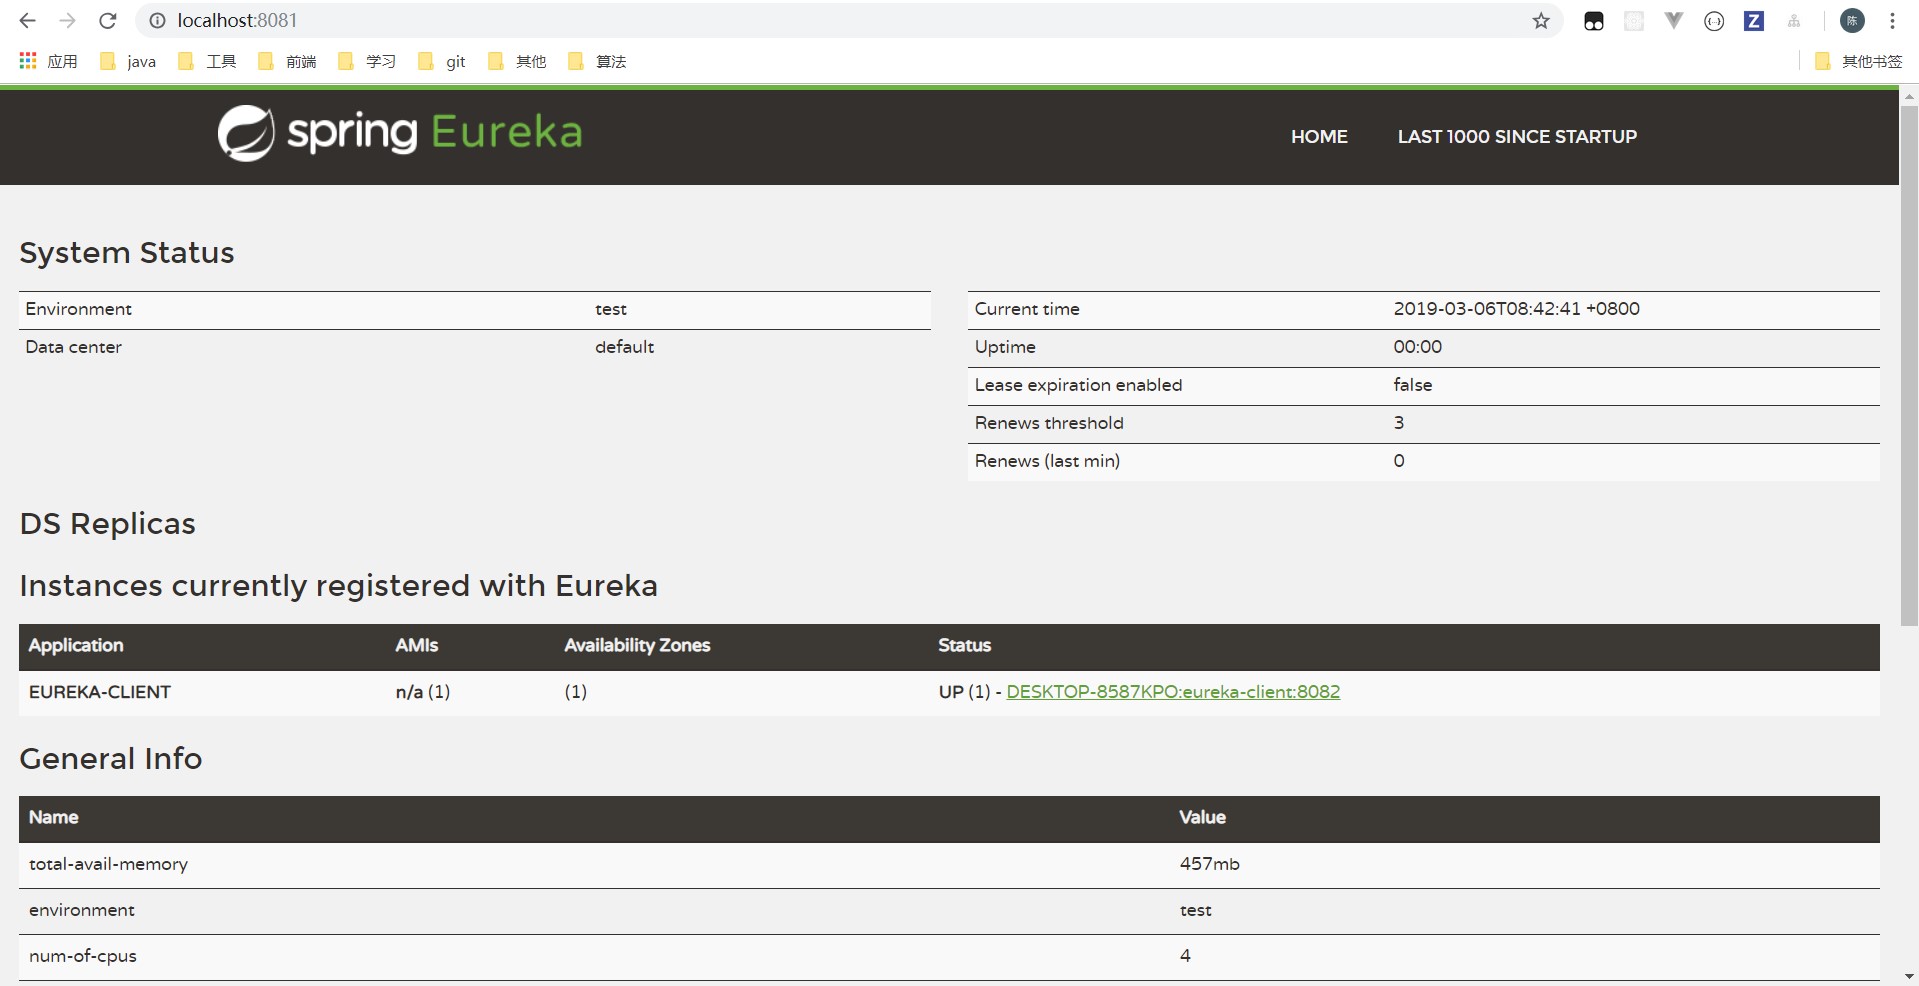 localhost:8081
陈
应用 java 工具 前端 学习 git 其他 算法 其他书签
spring Eureka HOME LAST 1000 SINCE STARTUP
System Status
Environment test
Data center default
Current time 2019-03-06T08:42:41 +0800
Uptime 00:00
Lease expiration enabled false
Renews threshold 3
Renews (last min) 0
DS Replicas
Instances currently registered with Eureka
Application AMIs Availability Zones Status
EUREKA-CLIENT n/a (1) (1) UP (1) - DESKTOP-8587KPO:eureka-client:8082
General Info
Name Value
total-avail-memory 457mb
environment test
num-of-cpus 4